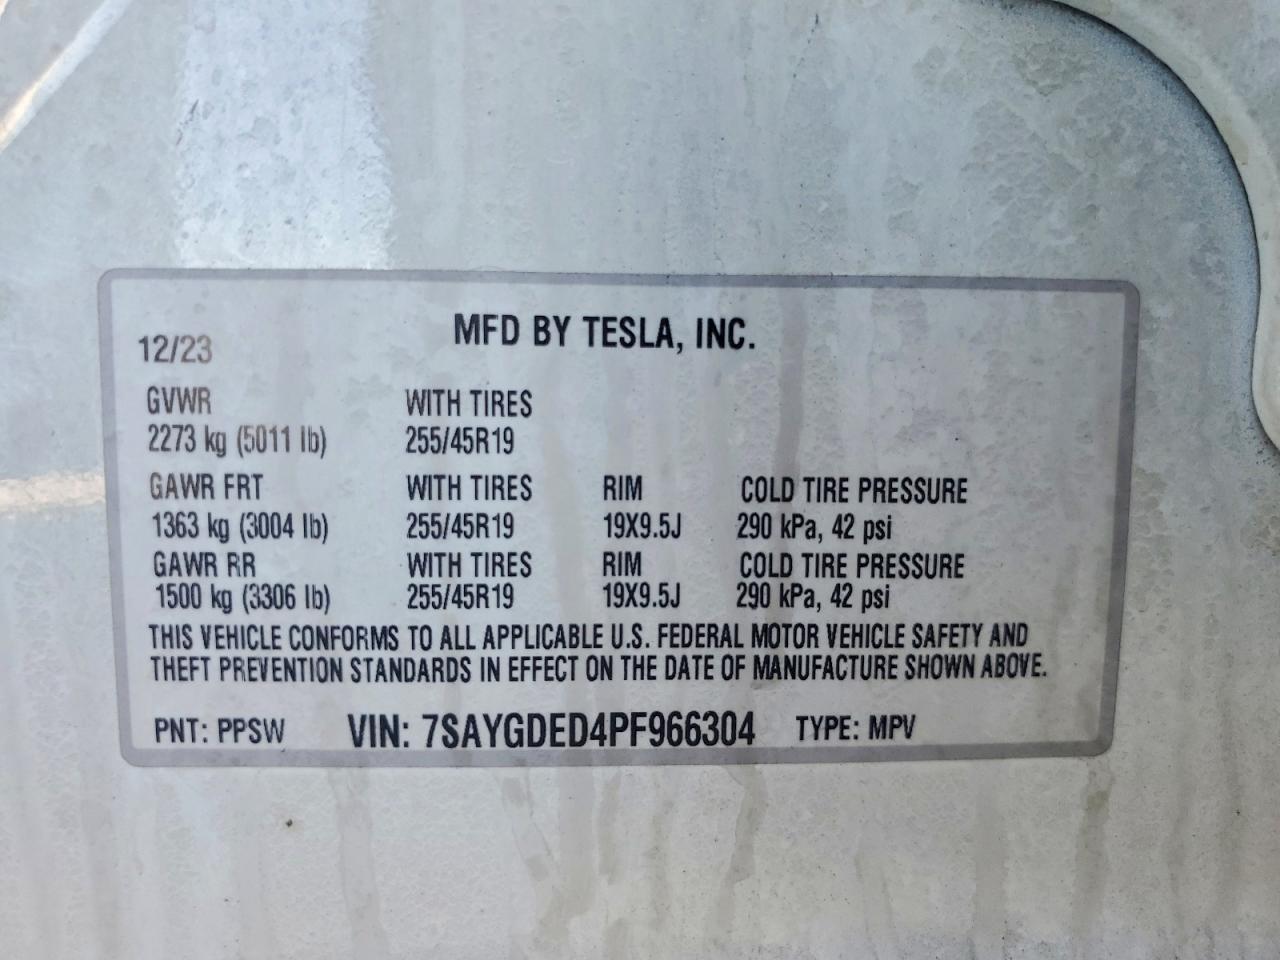 MFD BY TESLA, INC.
12/23
GVWR WITH TIRES
2273 kg (5011 lb) 255/45R19
GAWR FRT WITH TIRES RIM COLD TIRE PRESSURE
1363 kg (3004 lb) 255/45R19 19X9.5J 290 kPa, 42 psi
GAWR RR WITH TIRES RIM COLD TIRE PRESSURE
1500 kg (3306 lb) 255/45R19 19X9.5J 290 kPa, 42 psi
THIS VEHICLE CONFORMS TO ALL APPLICABLE U.S. FEDERAL MOTOR VEHICLE SAFETY AND
THEFT PREVENTION STANDARDS IN EFFECT ON THE DATE OF MANUFACTURE SHOWN ABOVE.
PNT: PPSW VIN: 7SAYGDED4PF966304 TYPE: MPV